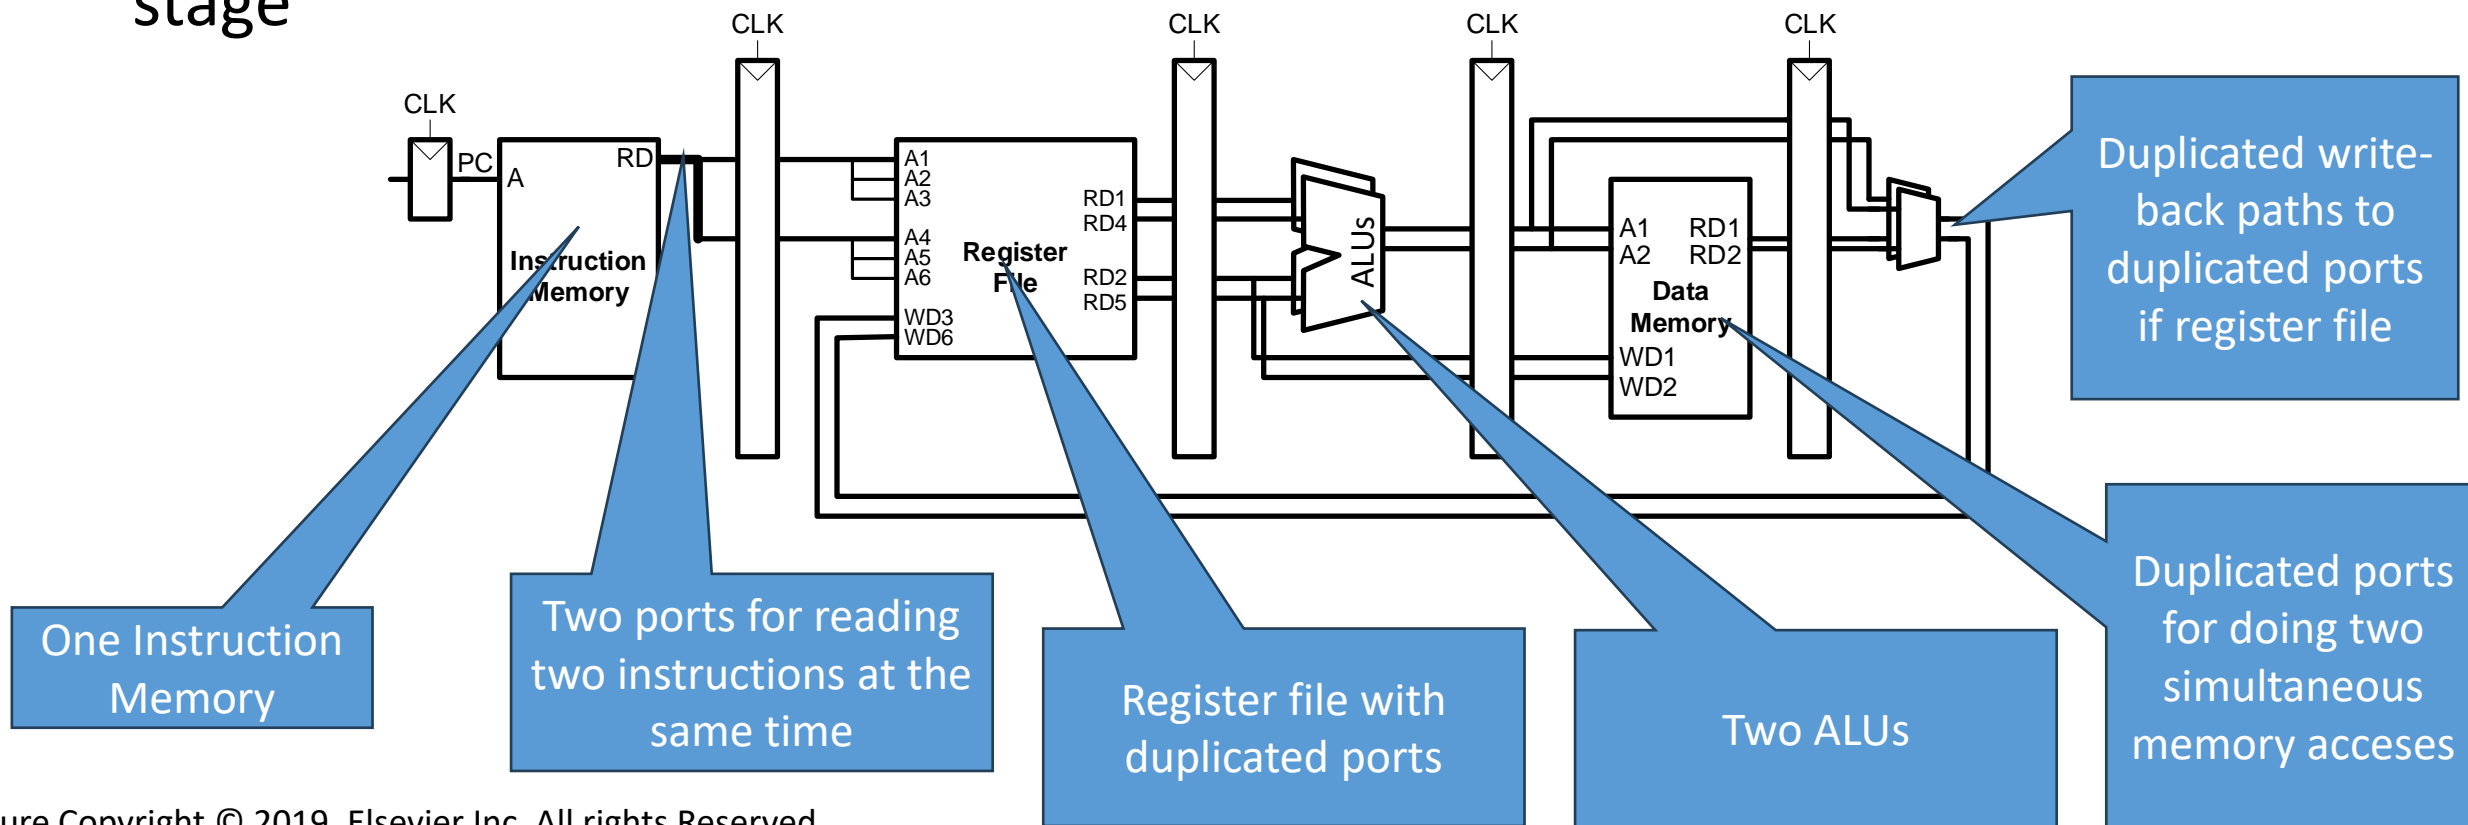 stage
CLK
CLK
CLK
CLK
CLK
PC
A
RD
Instruction
Memory
A1
A2
A3
A4
A5
A6
WD3
WD6
Register
File
RD1
RD4
RD2
RD5
ALUs
A1
A2
RD1
RD2
Data
Memory
WD1
WD2
Duplicated write-
back paths to
duplicated ports
if register file
One Instruction
Memory
Two ports for reading
two instructions at the
same time
Register file with
duplicated ports
Two ALUs
Duplicated ports
for doing two
simultaneous
memory acceses
ure Copyright © 2019, Elsevier Inc. All rights Reserved